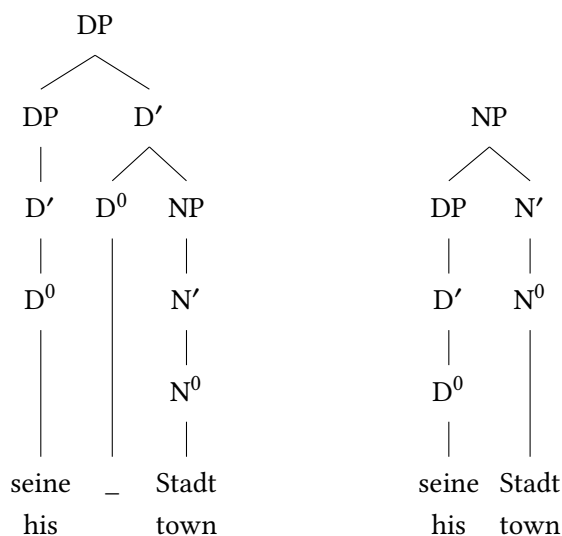 DP
DP D′ NP
D′ D⁰ NP DP N′
D⁰ N′ D′ N⁰
N⁰ D⁰
seine _ Stadt seine Stadt
his town his town